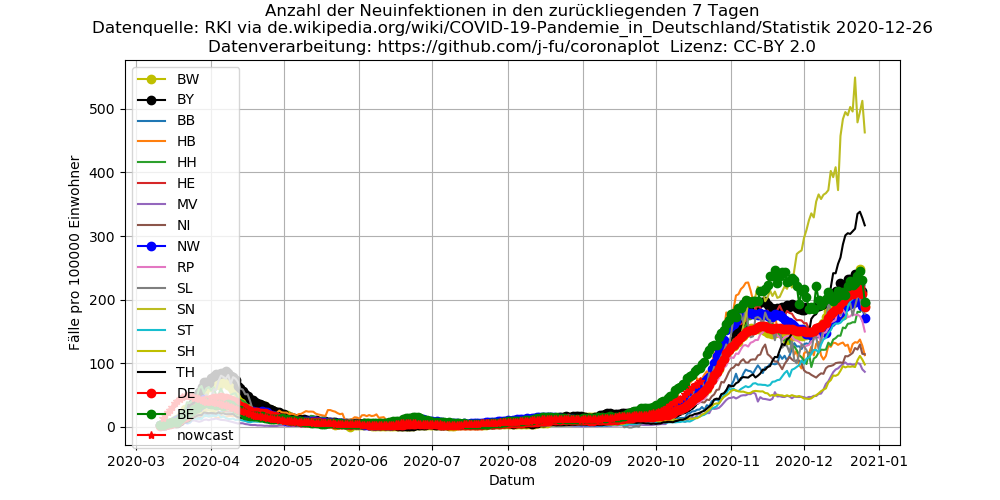 Anzahl der Neuinfektionen in den zurückliegenden 7 Tagen
Datenquelle: RKI via de.wikipedia.org/wiki/COVID-19-Pandemie_in_Deutschland/Statistik 2020-12-26
Datenverarbeitung: https://github.com/j-fu/coronaplot  Lizenz: CC-BY 2.0
Fälle pro 100000 Einwohner
500
400
300
200
100
0
BW
BY
BB
HB
HH
HE
MV
NI
NW
RP
SL
SN
ST
SH
TH
DE
BE
nowcast
2020-03 2020-04 2020-05 2020-06 2020-07 2020-08 2020-09 2020-10 2020-11 2020-12 2021-01
Datum